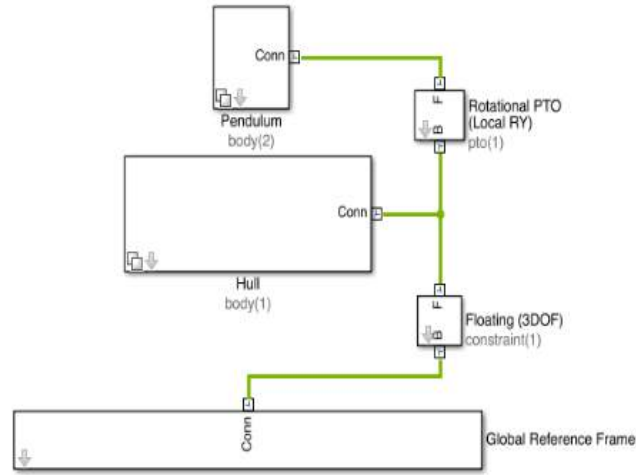 Conn
Pendulum
body(2)
F
B
Rotational PTO
(Local RY)
pto(1)
Conn
Hull
body(1)
F
B
Floating (3DOF)
constraint(1)
Conn
Global Reference Frame